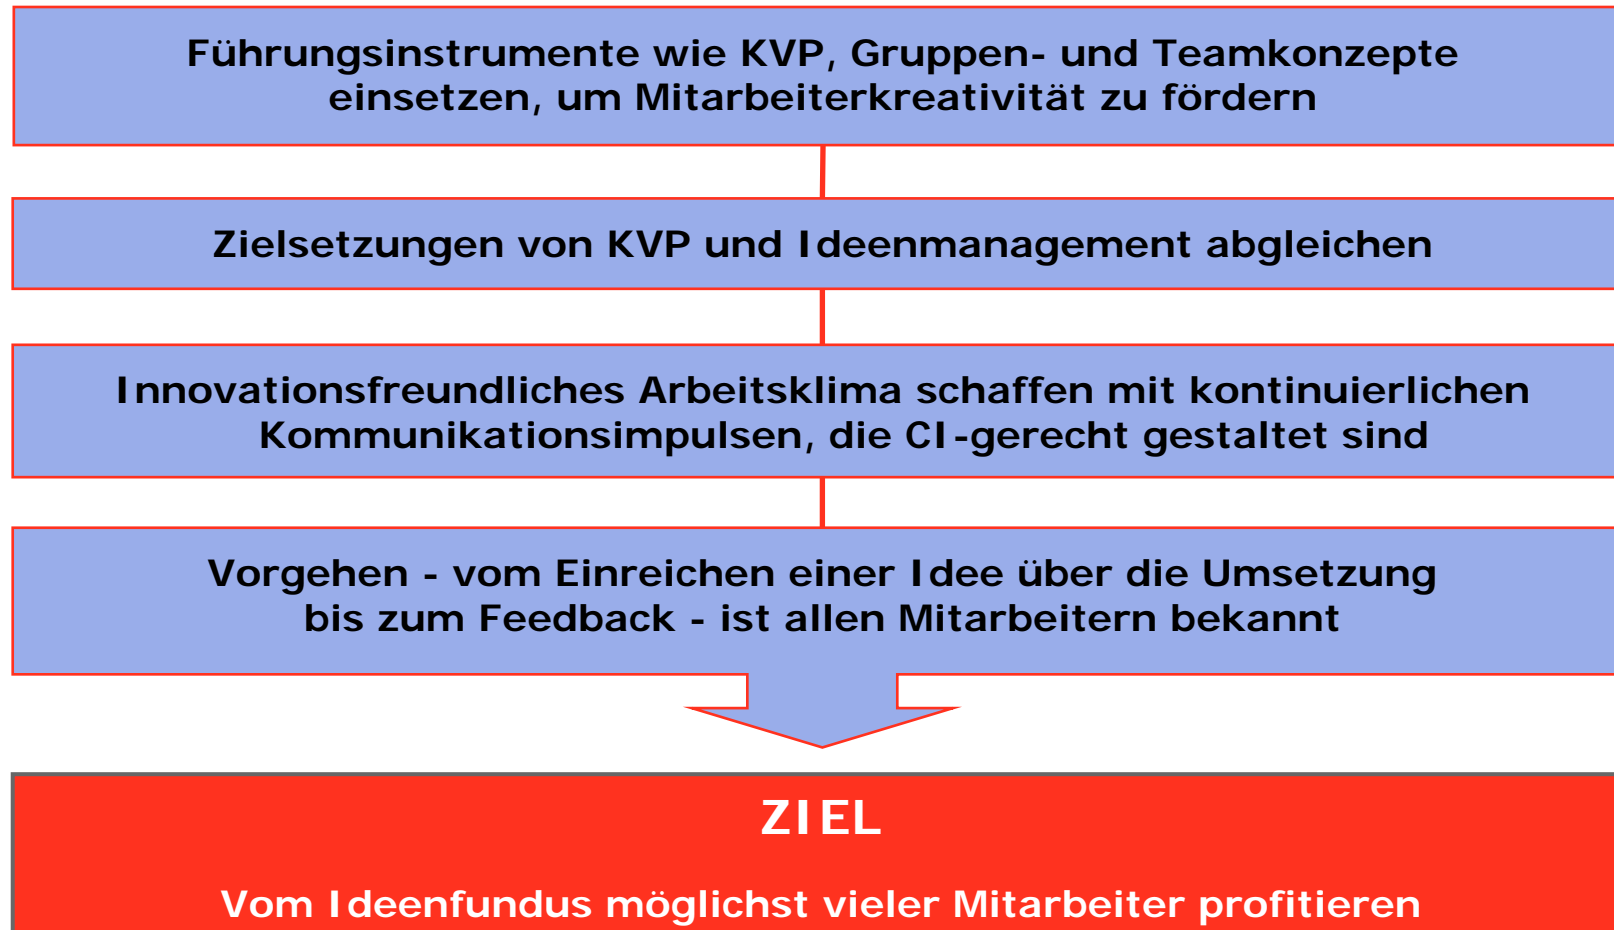 Führungsinstrumente wie KVP, Gruppen- und Teamkonzepte
einsetzen, um Mitarbeiterkreativität zu fördern
Zielsetzungen von KVP und Ideenmanagement abgleichen
Innovationsfreundliches Arbeitsklima schaffen mit kontinuierlichen
Kommunikationsimpulsen, die CI-gerecht gestaltet sind
Vorgehen - vom Einreichen einer Idee über die Umsetzung
bis zum Feedback - ist allen Mitarbeitern bekannt
ZIEL
Vom Ideenfundus möglichst vieler Mitarbeiter profitieren